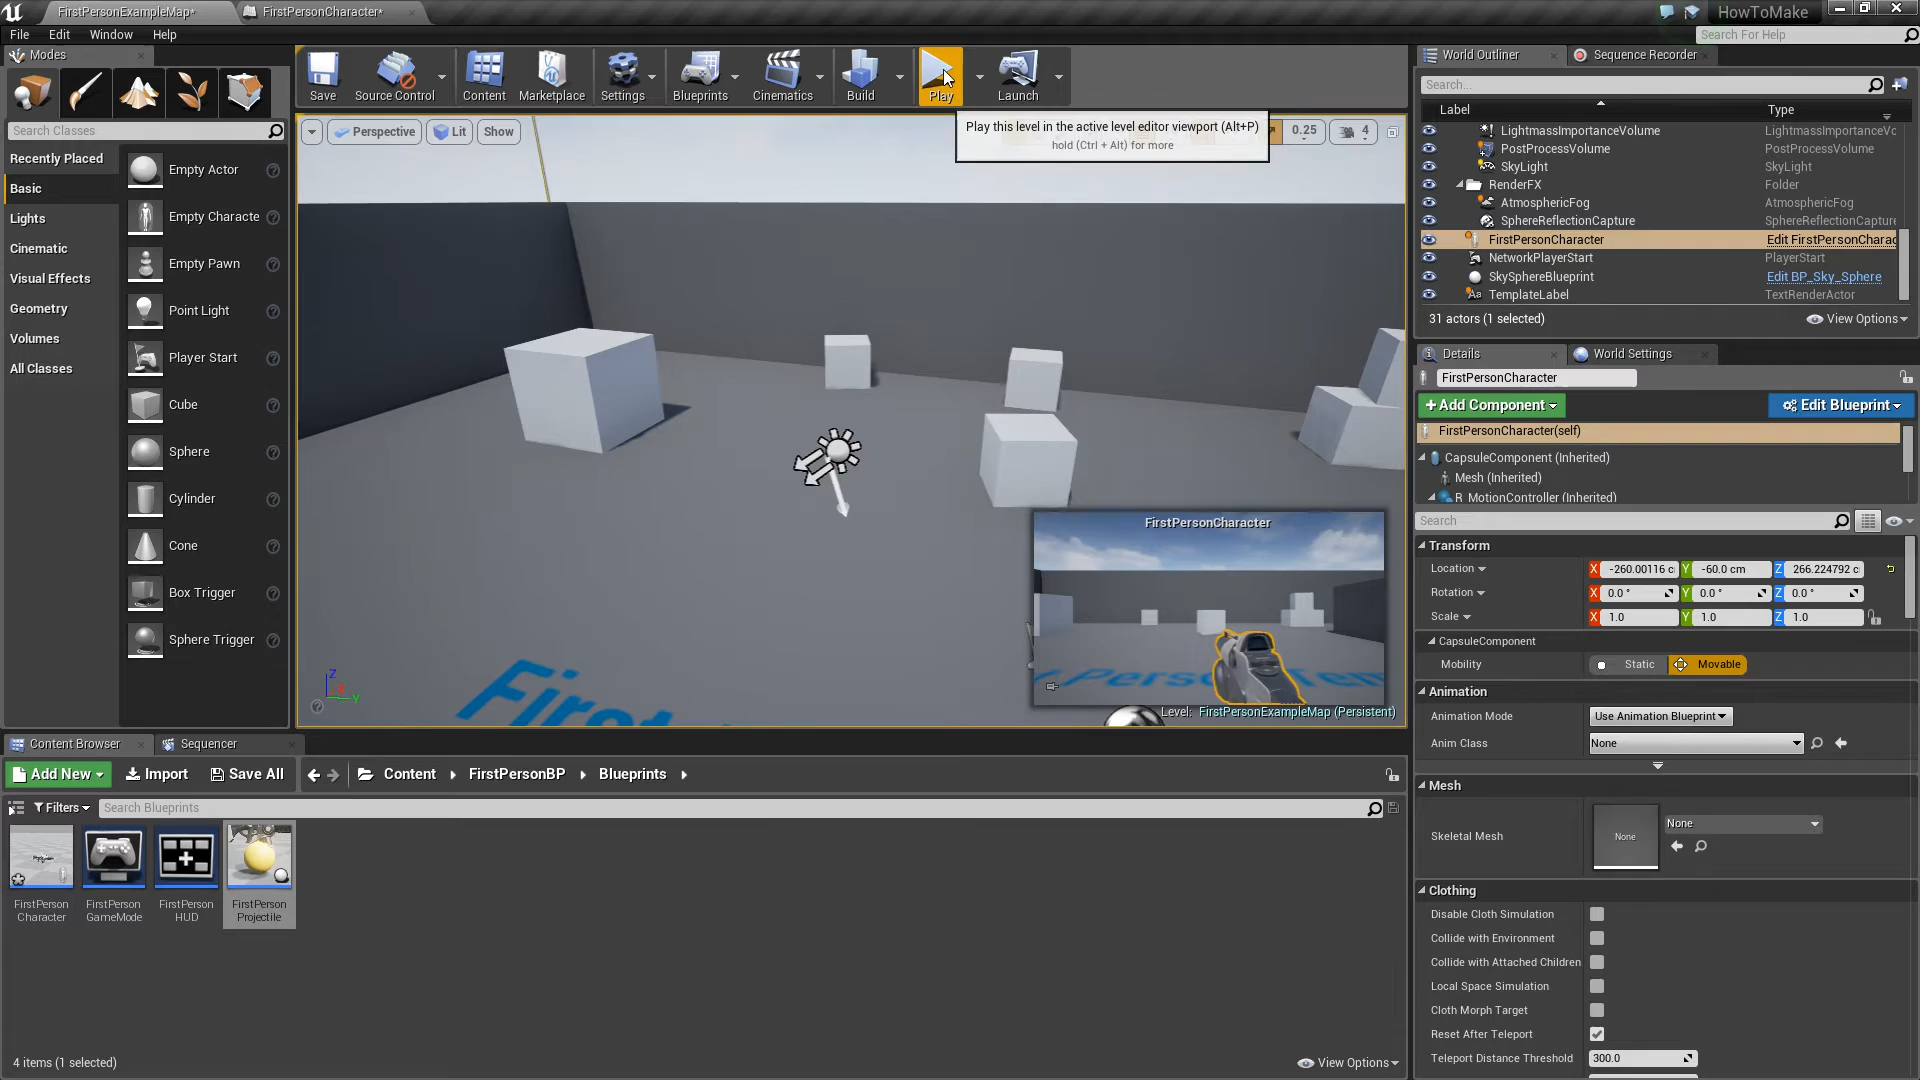 FirstPersonExampleMap*
FirstPersonCharacter*
HowToMake
File Edit Window Help
Search For Help
Modes
Save
Source Control
Content
Marketplace
Settings
Blueprints
Cinematics
Build
Play
Launch
Play this level in the active level editor viewport (Alt+P)
hold (Ctrl + Alt) for more
Search Classes
Recently Placed
Basic
Lights
Cinematic
Visual Effects
Geometry
Volumes
All Classes
Empty Actor
Empty Characte
Empty Pawn
Point Light
Player Start
Cube
Sphere
Cylinder
Cone
Box Trigger
Sphere Trigger
Perspective
Lit
Show
0.25
4
FirstPersonCharacter
Level: FirstPersonExampleMap (Persistent)
World Outliner
Sequence Recorder
Search...
Label Type
LightmassImportanceVolume LightmassImportanceVc
PostProcessVolume PostProcessVolume
SkyLight SkyLight
RenderFX Folder
AtmosphericFog AtmosphericFog
SphereReflectionCapture SphereReflectionCapture
FirstPersonCharacter Edit FirstPersonCharac
NetworkPlayerStart PlayerStart
SkySphereBlueprint Edit BP_Sky_Sphere
TemplateLabel TextRenderActor
31 actors (1 selected)
View Options
Details
World Settings
FirstPersonCharacter
+Add Component
Edit Blueprint
FirstPersonCharacter(self)
CapsuleComponent (Inherited)
Mesh (Inherited)
R_MotionController (Inherited)
Search
Transform
Location X -260.00116 c Y -60.0 cm Z 266.224792 c
Rotation X 0.0 ° Y 0.0 ° Z 0.0 °
Scale X 1.0 Y 1.0 Z 1.0
CapsuleComponent
Mobility Static Movable
Animation
Animation Mode Use Animation Blueprint
Anim Class None
Mesh
Skeletal Mesh None None
Clothing
Disable Cloth Simulation
Collide with Environment
Collide with Attached Children
Local Space Simulation
Cloth Morph Target
Reset After Teleport
Teleport Distance Threshold 300.0
Content Browser
Sequencer
Add New
Import
Save All
Content
FirstPersonBP
Blueprints
Filters
Search Blueprints
FirstPerson
Character
FirstPerson
GameMode
FirstPerson
HUD
FirstPerson
Projectile
4 items (1 selected)
View Options